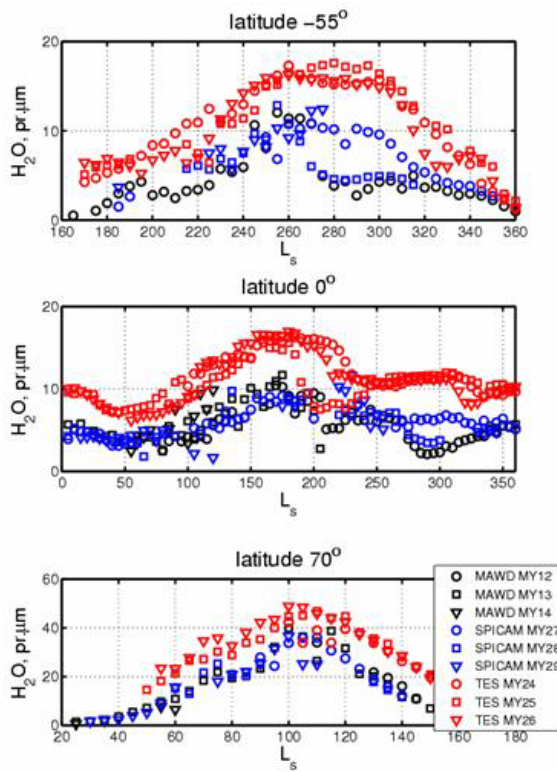 latitude -55°
H2O, pr.μm
20
10
0
160 180 200 220 240 260 280 300 320 340 360
Ls
latitude 0°
H2O, pr.μm
20
10
0
0 50 100 150 200 250 300 350
Ls
latitude 70°
H2O, pr.μm
60
40
20
0
20 40 60 80 100 120 140 180
Ls
MAWD MY12
MAWD MY13
MAWD MY14
SPICAM MY27
SPICAM MY28
SPICAM MY29
TES MY24
TES MY25
TES MY26